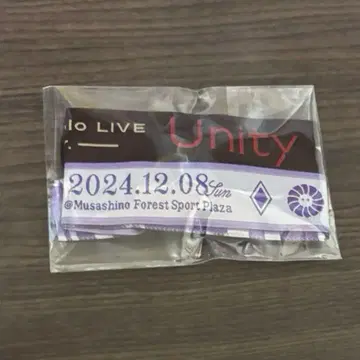 lo LIVE Unity
2024.12.08 Sun
@Musashino Forest Sport Plaza